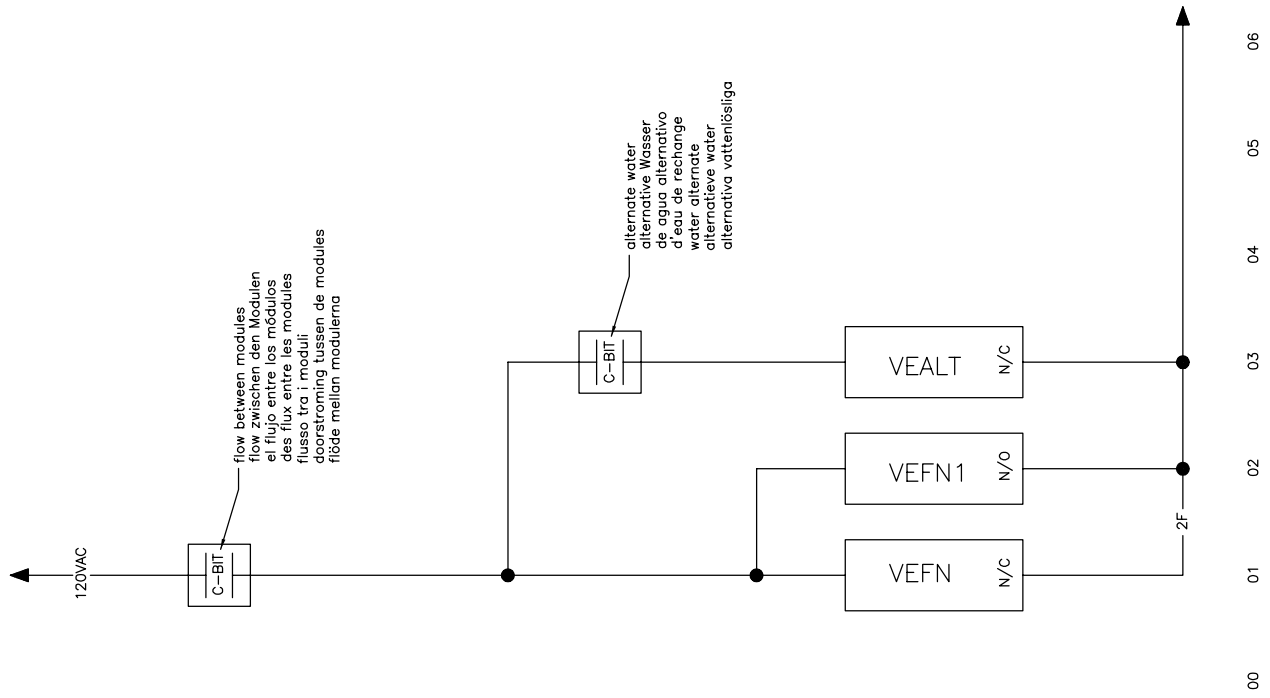 120VAC
C-BIT
flow between modules
flow zwischen den Modulen
el flujo entre los módulos
des flux entre les modules
flusso tra i moduli
doorstroming tussen de modules
flöde mellan modulerna
C-BIT
alternate water
alternative Wasser
de agua alternativo
d'eau de rechange
water alternate
alternatieve water
alternativa vattenlösliga
VEALT
N/C
VEFN1
N/O
VEFN
N/C
2F
00
01
02
03
04
05
06